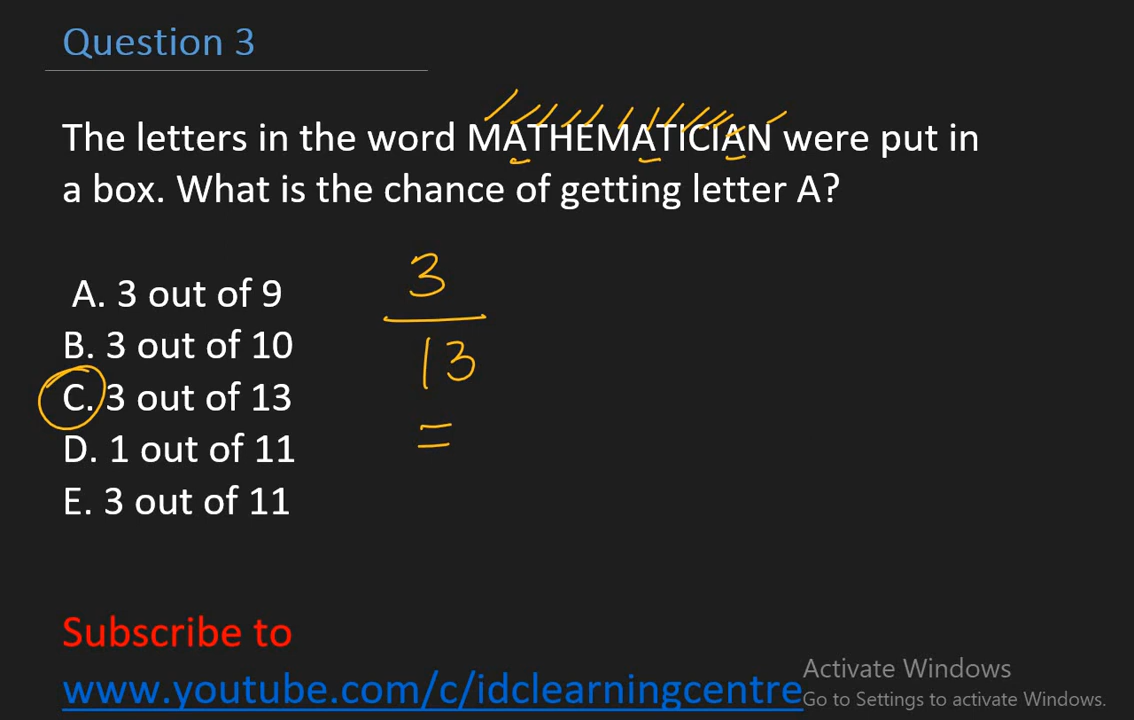 Question 3
The letters in the word MATHEMATICIAN were put in
a box. What is the chance of getting letter A?
A. 3 out of 9
B. 3 out of 10
C. 3 out of 13
D. 1 out of 11
E. 3 out of 11
3
13
=
Subscribe to
www.youtube.com/c/idclearningcentre
Activate Windows
Go to Settings to activate Windows.